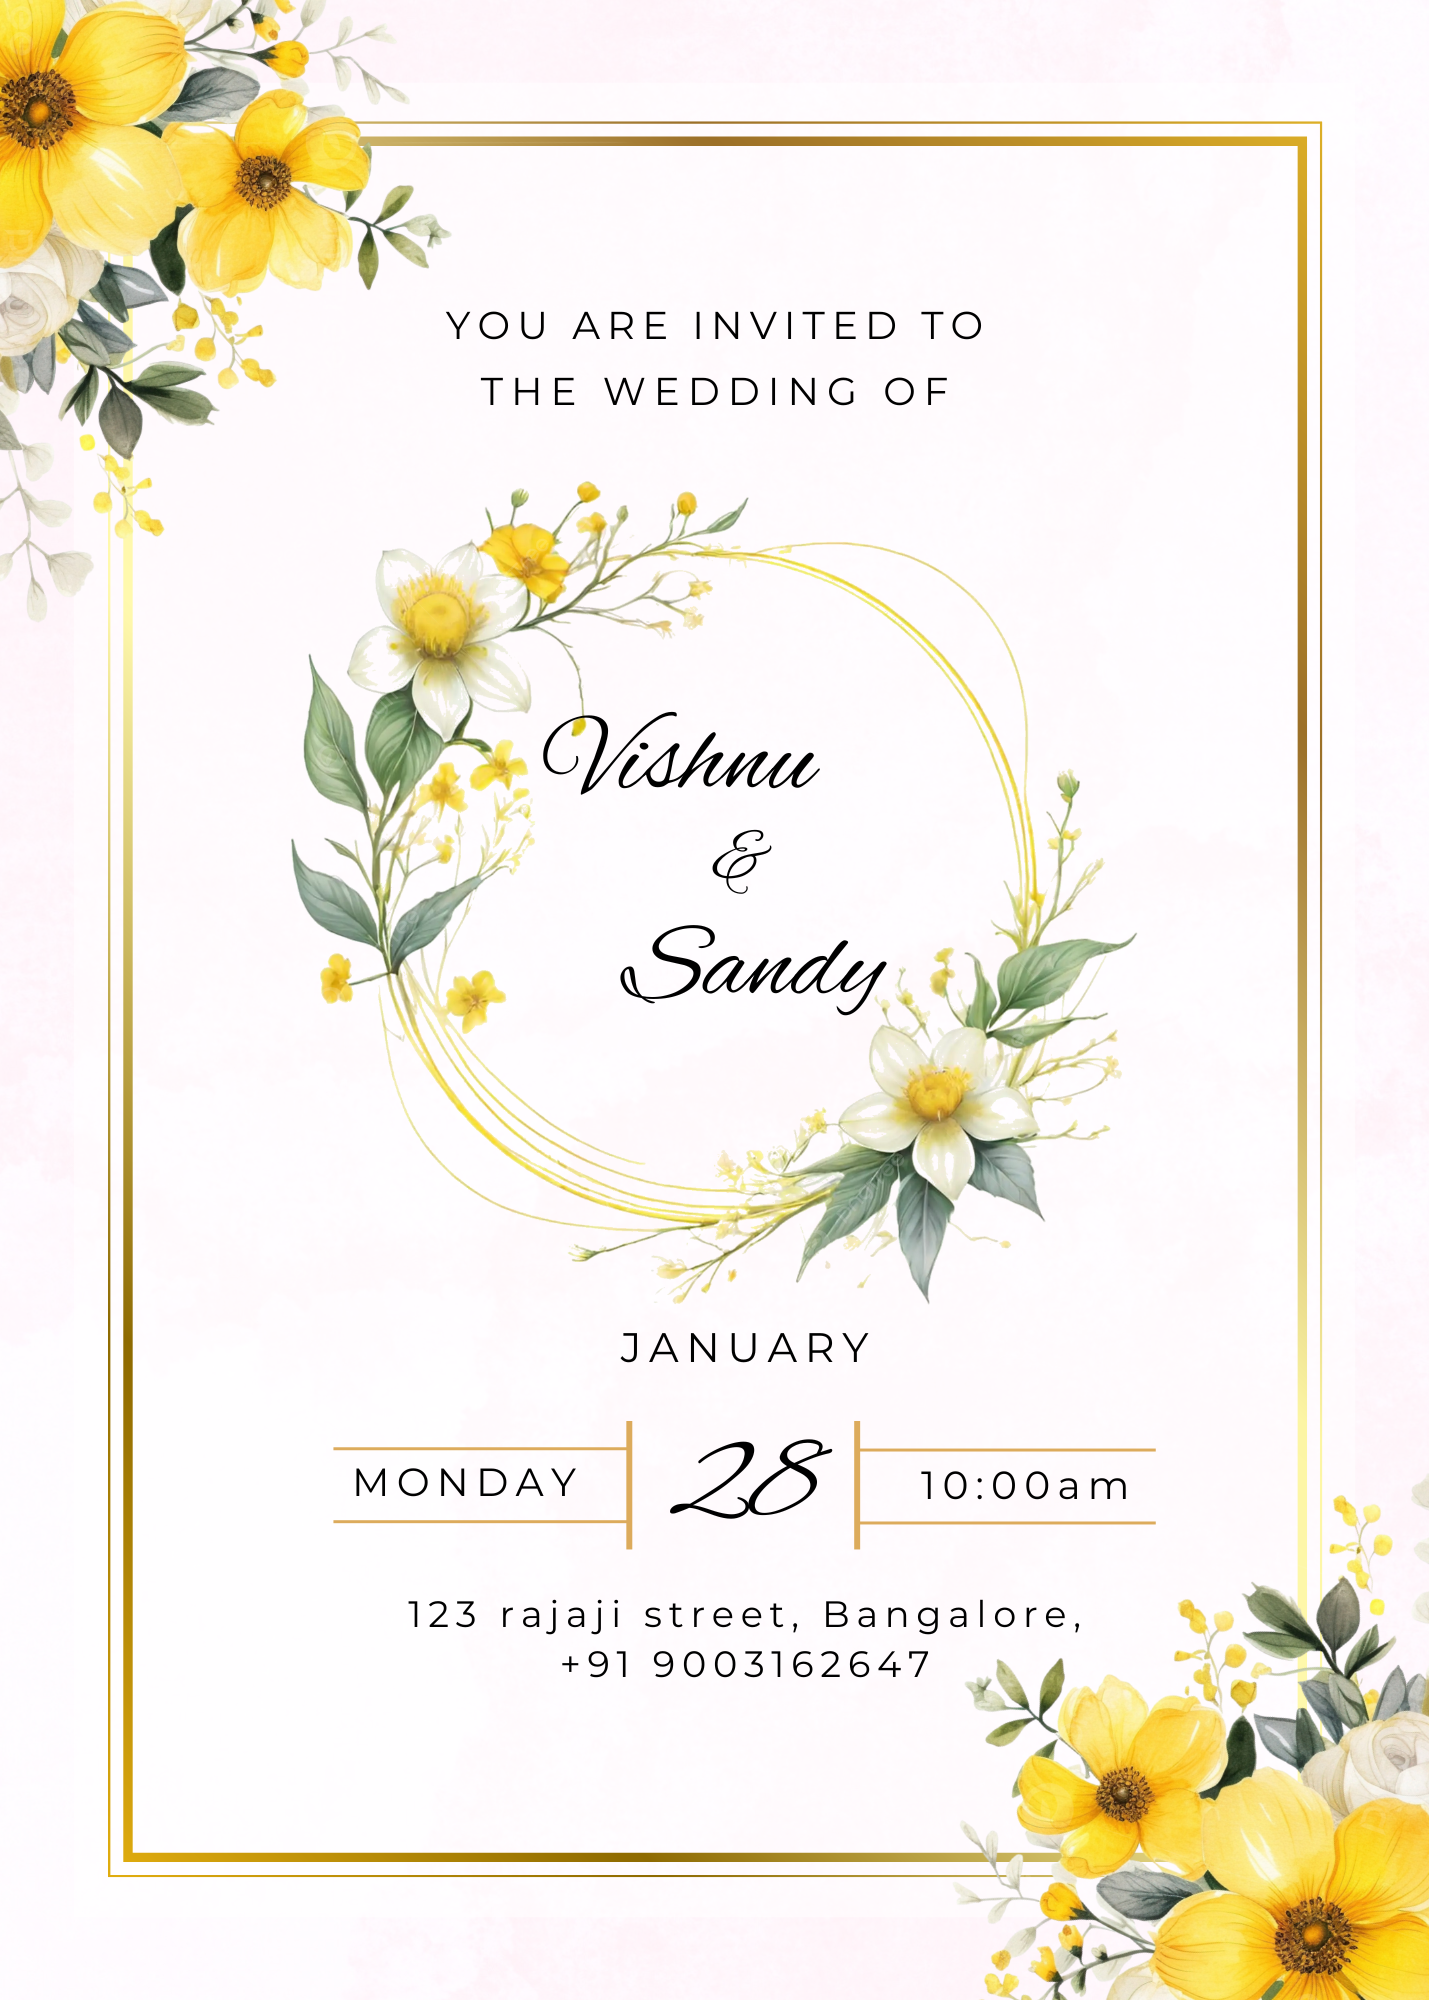 YOU ARE INVITED TO
THE WEDDING OF
Vishnu
&
Sandy
JANUARY
MONDAY 28 10:00am
123 rajaji street, Bangalore,
+91 9003162647